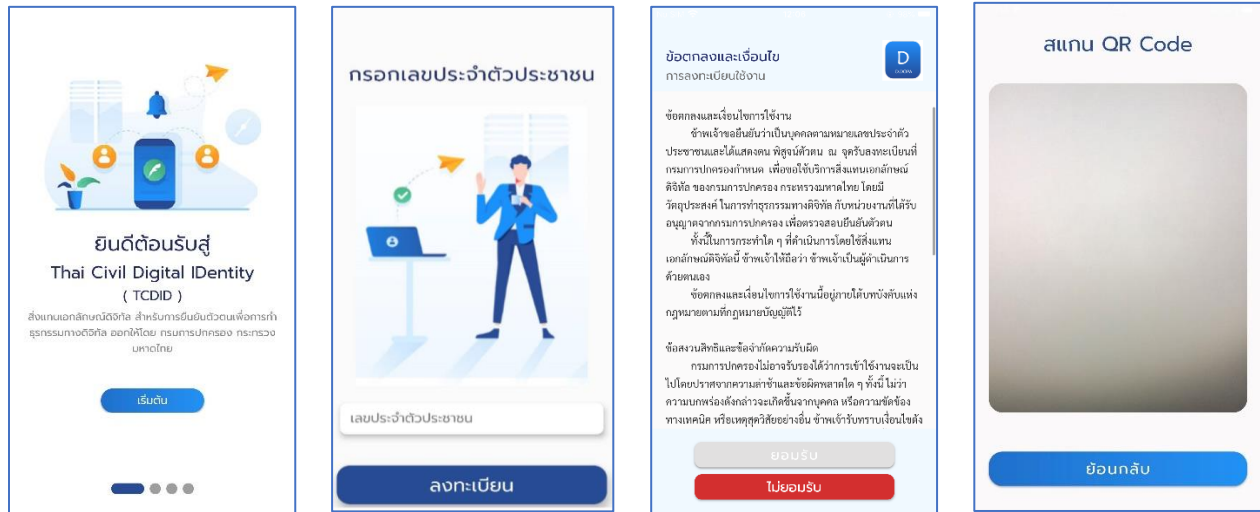 ยินดีต้อนรับสู่
Thai Civil Digital IDentity
( TCDID )
สิ่งแทนเอกลักษณ์ดิจิทัล สำหรับการยืนยันตัวตนเพื่อการทำ
ธุรกรรมทางดิจิทัล ออกให้โดย กรมการปกครอง กระทรวง
มหาดไทย
เริ่มต้น
กรอกเลขประจำตัวประชาชน
เลขประจำตัวประชาชน
ลงทะเบียน
ข้อตกลงและเงื่อนไข
การลงทะเบียนใช้งาน
D
ข้อตกลงและเงื่อนไขการใช้งาน
ข้าพเจ้าขอยืนยันว่าเป็นบุคคลตามหมายเลขประจำตัว
ประชาชนและได้แสดงตน พิสูจน์ตัวตน ณ จุดรับลงทะเบียนที่
กรมการปกครองกำหนด เพื่อขอใช้บริการสิ่งแทนเอกลักษณ์
ดิจิทัล ของกรมการปกครอง กระทรวงมหาดไทย โดยมี
วัตถุประสงค์ ในการทำธุรกรรมทางดิจิทัล กับหน่วยงานที่ได้รับ
อนุญาตจากกรมการปกครอง เพื่อตรวจสอบยืนยันตัวตน
ทั้งนี้ในการกระทำใด ๆ ที่ดำเนินการโดยใช้สิ่งแทน
เอกลักษณ์ดิจิทัลนี้ ข้าพเจ้าให้ถือว่า ข้าพเจ้าเป็นผู้ดำเนินการ
ด้วยตนเอง
ข้อตกลงและเงื่อนไขการใช้งานนี้อยู่ภายใต้บทบังคับแห่ง
กฎหมายตามที่กฎหมายบัญญัติไว้
ข้อสงวนสิทธิและข้อจำกัดความรับผิด
กรมการปกครองไม่อาจรับรองได้ว่าการเข้าใช้งานจะเป็น
ไปโดยปราศจากความล่าช้าและข้อผิดพลาดใด ๆ ทั้งนี้ ไม่ว่า
ความบกพร่องดังกล่าวจะเกิดขึ้นจากบุคคล หรือความขัดข้อง
ทางเทคนิค หรือเหตุสุดวิสัยอย่างอื่น ข้าพเจ้ารับทราบเงื่อนไขดัง
ยอมรับ
ไม่ยอมรับ
สแกน QR Code
ย้อนกลับ